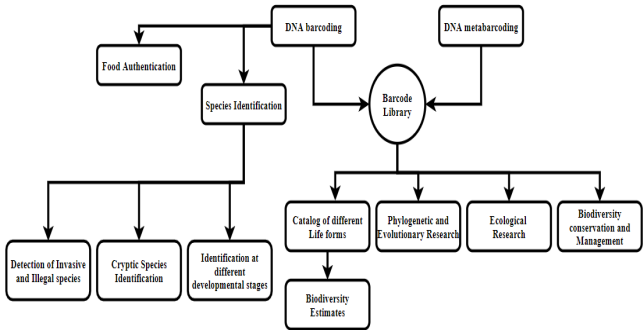 DNA barcoding
DNA metabarcoding
Food Authentication
Species Identification
Barcode
Library
Detection of Invasive
and Illegal species
Cryptic Species
Identification
Identification at
different
developmental stages
Catalog of different
Life forms
Phylogenetic and
Evolutionary Research
Ecological
Research
Biodiversity
conservation and
Management
Biodiversity
Estimates